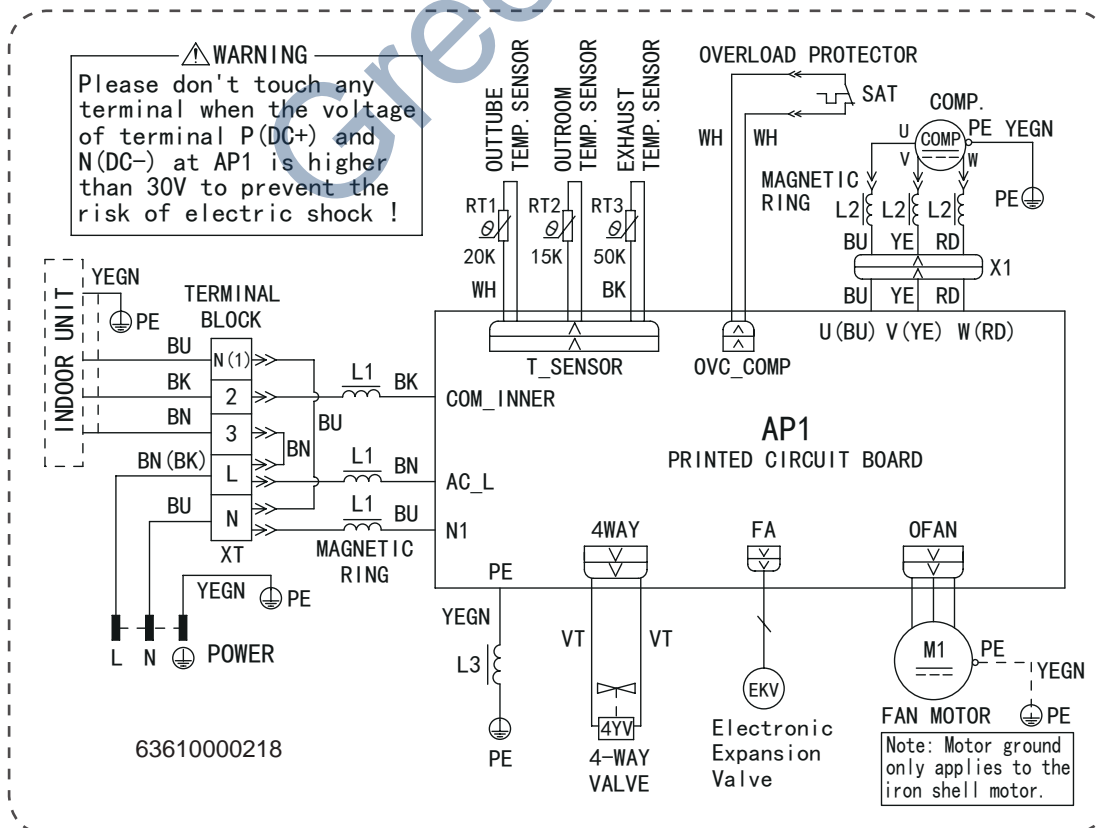 Gree
WARNING
Please don't touch any
terminal when the voltage
of terminal P(DC+) and
N(DC-) at AP1 is higher
than 30V to prevent the
risk of electric shock !
OUTTUBE
TEMP. SENSOR
OUTROOM
TEMP. SENSOR
EXHAUST
TEMP. SENSOR
RT1
θ
20K
WH
RT2
θ
15K
RT3
θ
50K
BK
T_SENSOR
OVERLOAD PROTECTOR
SAT
WH
WH
OVC_COMP
COMP.
U
COMP
PE
YEGN
V
W
PE
MAGNETIC
RING
L2
L2
L2
BU
YE
RD
X1
BU
YE
RD
U(BU) V(YE) W(RD)
INDOOR UNIT
YEGN
PE
TERMINAL
BLOCK
BU
N(1)
BK
2
L1
BK
COM_INNER
BN
3
BU
BN
BN(BK)
L
L1
BN
AC_L
BU
N
L1
BU
N1
XT
MAGNETIC
RING
YEGN
PE
L
N
POWER
AP1
PRINTED CIRCUIT BOARD
PE
YEGN
L3
PE
4WAY
VT
VT
4YV
4-WAY
VALVE
FA
EKV
Electronic
Expansion
Valve
OFAN
M1
PE
YEGN
FAN MOTOR
PE
Note: Motor ground
only applies to the
iron shell motor.
63610000218